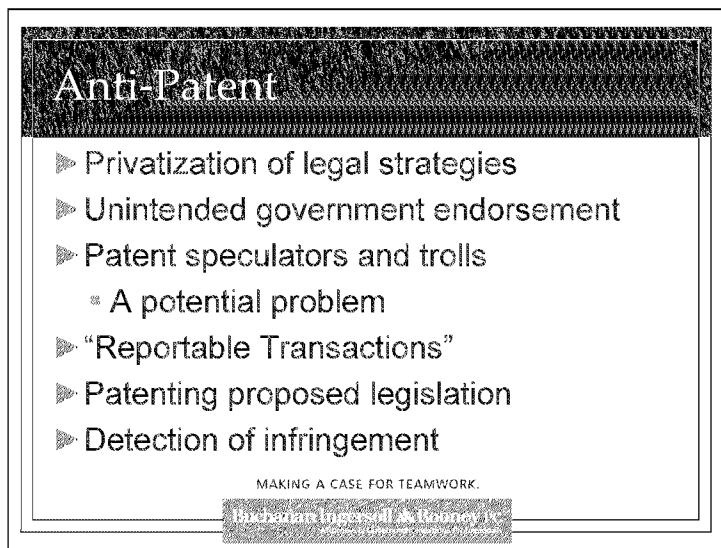 Anti-Patent
Privatization of legal strategies
Unintended government endorsement
Patent speculators and trolls
A potential problem
“Reportable Transactions”
Patenting proposed legislation
Detection of infringement
MAKING A CASE FOR TEAMWORK.
Buchanan Ingersoll & Rooney PC